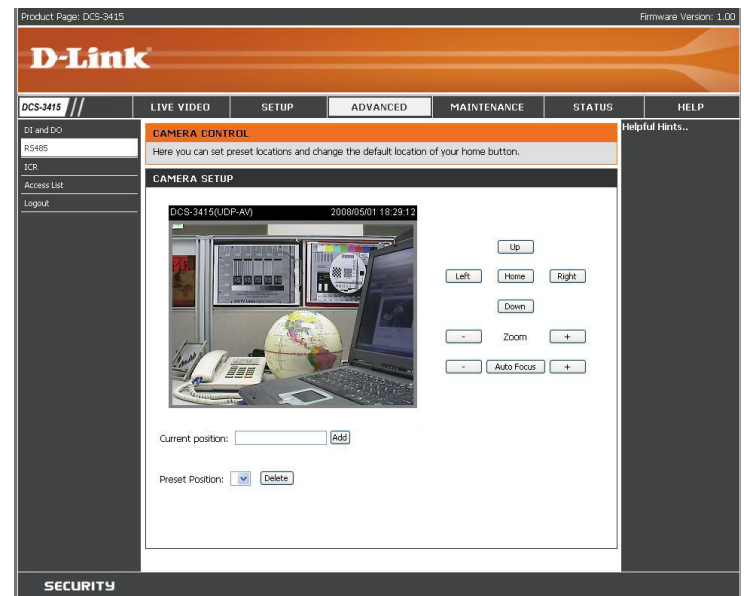 Product Page: DCS-3415 Firmware Version: 1.00
D-Link
DCS-3415 // LIVE VIDEO SETUP ADVANCED MAINTENANCE STATUS HELP
DI and DO
RS485
ICR
Access List
Logout
CAMERA CONTROL
Here you can set preset locations and change the default location of your home button.
CAMERA SETUP
DCS-3415(UDP-AV) 2008/05/01 18:29:12
Up
Left Home Right
Down
- Zoom +
- Auto Focus +
Current position: Add
Preset Position: Delete
Helpful Hints..
SECURITY